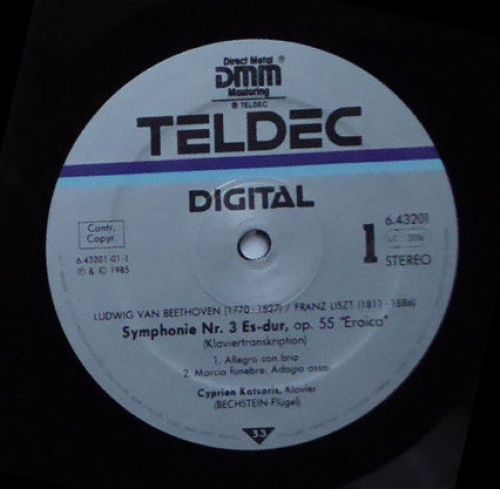 Direct Metal ®
DMM
Mastering
® TELDEC
TELDEC
DIGITAL
Contr.
Copyr.
6.43201-01-1
℗ & © 1985
1
6.43201
LC
STEREO
LUDWIG VAN BEETHOVEN (1770 - 1827) / FRANZ LISZT (1811 - 1886)
Symphonie Nr. 3 Es-dur, op. 55 "Eroica"
(Klaviertranskription)
1. Allegro con brio
2. Marcia funebre: Adagio assai
Cyprien Katsaris, Klavier
(BECHSTEIN-Flügel)
33